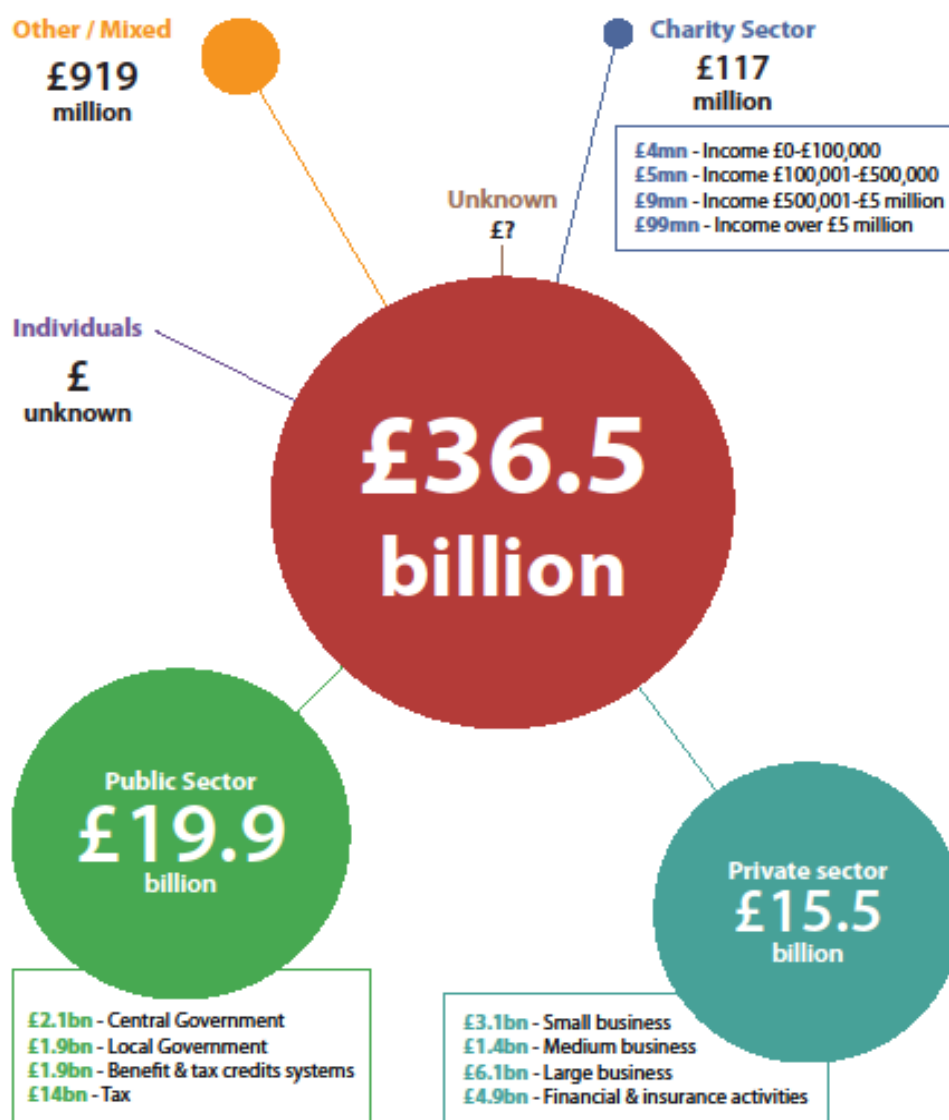 Other / Mixed
£919
million
Charity Sector
£117
million
£4mn - Income £0-£100,000
£5mn - Income £100,001-£500,000
£9mn - Income £500,001-£5 million
£99mn - Income over £5 million
Unknown
£?
Individuals
£
unknown
£36.5
billion
Public Sector
£19.9
billion
£2.1bn - Central Government
£1.9bn - Local Government
£1.9bn - Benefit & tax credits systems
£14bn - Tax
Private sector
£15.5
billion
£3.1bn - Small business
£1.4bn - Medium business
£6.1bn - Large business
£4.9bn - Financial & insurance activities